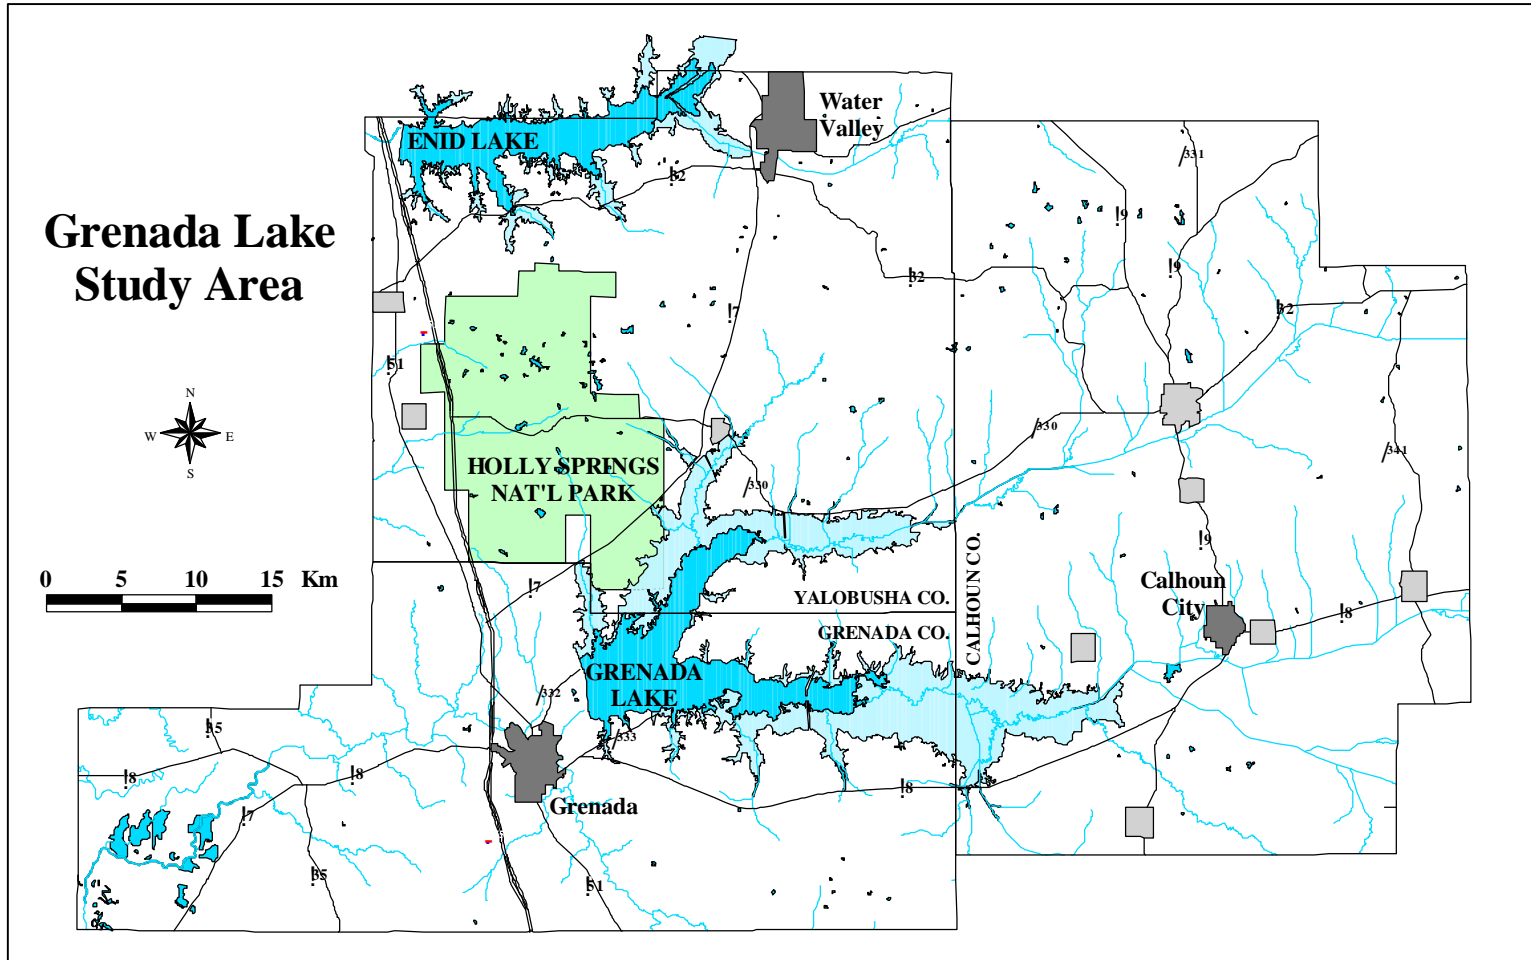 Water
Valley
ENID LAKE
331
32
9
Grenada Lake
Study Area
9
32
32
7
51
N
W E
S
330
341
HOLLY SPRINGS
NAT'L PARK
330
9
CALHOUN CO.
0 5 10 15 Km
7
Calhoun
City
YALOBUSHA CO.
8
GRENADA CO.
GRENADA
LAKE
332
35
333
8
8
8
Grenada
7
35
51